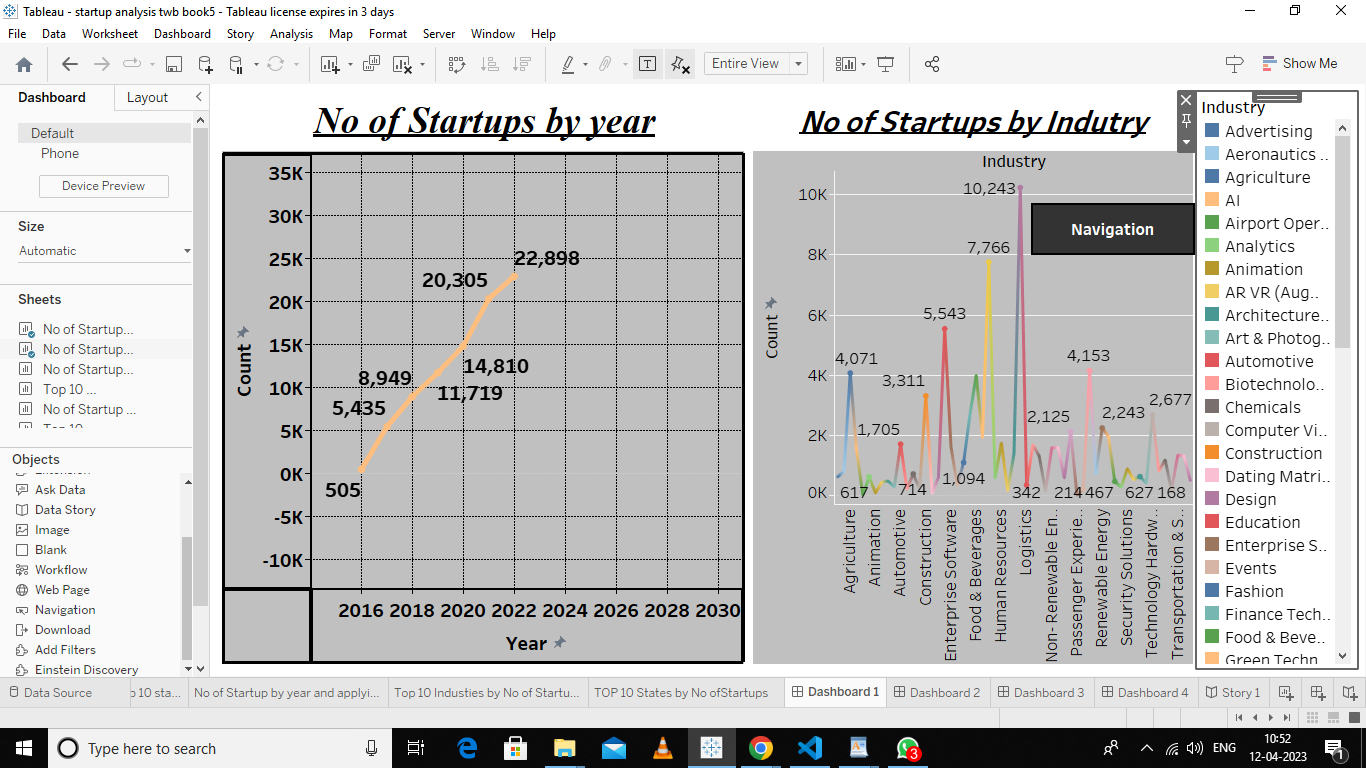 Tableau - startup analysis twb book5 - Tableau license expires in 3 days
File Data Worksheet Dashboard Story Analysis Map Format Server Window Help
Entire View
Show Me
Dashboard Layout
Default
Phone
Device Preview
Size
Automatic
Sheets
No of Startup...
No of Startup...
No of Startup...
Top 10 ...
No of Startup ...
Objects
Ask Data
Data Story
Image
Blank
Workflow
Web Page
Navigation
Download
Add Filters
Einstein Discovery
No of Startups by year
35K
30K
25K
20K
15K
10K
5K
0K
-5K
-10K
Count
22,898
20,305
14,810
8,949
11,719
5,435
505
2016 2018 2020 2022 2024 2026 2028 2030
Year
No of Startups by Indutry
Industry
10K
8K
6K
4K
2K
0K
Count
10,243
Navigation
7,766
5,543
4,071
4,153
3,311
1,705
2,125
2,243
2,677
617
714
1,094
342
214
467
627
168
Agriculture
Animation
Automotive
Construction
Enterprise Software
Food & Beverages
Human Resources
Logistics
Non- Renewable En..
Passenger Experie..
Renewable Energy
Security Solutions
Technology Hardw..
Transportation & S..
Industry
Advertising
Aeronautics ..
Agriculture
AI
Airport Oper..
Analytics
Animation
AR VR (Aug..
Architecture..
Art & Photog..
Automotive
Biotechnolo..
Chemicals
Computer Vi..
Construction
Dating Matri..
Design
Education
Enterprise S..
Events
Fashion
Finance Tech..
Food & Beve..
Green Techn..
Data Source
p 10 sta...
No of Startup by year and applyi...
Top 10 Industies by No of Startu...
TOP 10 States by No ofStartups
Dashboard 1
Dashboard 2
Dashboard 3
Dashboard 4
Story 1
Type here to search
3
ENG
10:52
12-04-2023
1